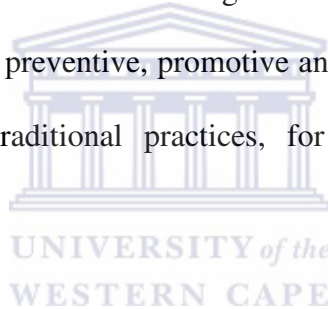 preventive, promotive an
raditional practices, for
UNIVERSITY of the
WESTERN CAPE